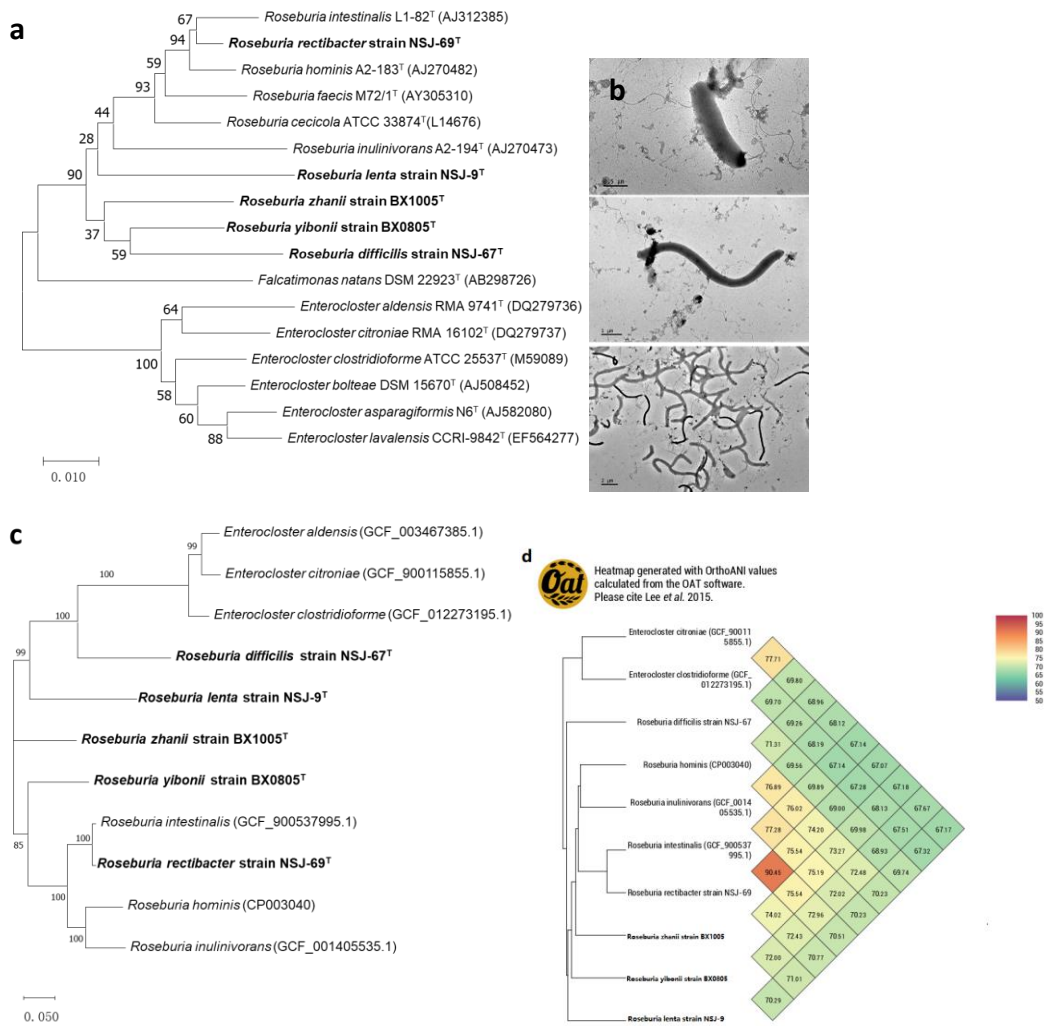 a
67
Roseburia intestinalis L1-82ᵀ (AJ312385)
Roseburia rectibacter strain NSJ-69ᵀ
94
Roseburia hominis A2-183ᵀ (AJ270482)
59
Roseburia faecis M72/1ᵀ (AY305310)
93
Roseburia cecicola ATCC 33874ᵀ(L14676)
44
Roseburia inulinivorans A2-194ᵀ (AJ270473)
28
Roseburia lenta strain NSJ-9ᵀ
90
Roseburia zhanii strain BX1005ᵀ
Roseburia yibonii strain BX0805ᵀ
37
Roseburia difficilis strain NSJ-67ᵀ
59
Falcatimonas natans DSM 22923ᵀ (AB298726)
Enterocloster aldensis RMA 9741ᵀ (DQ279736)
64
Enterocloster citroniae RMA 16102ᵀ (DQ279737)
100
Enterocloster clostridioforme ATCC 25537ᵀ (M59089)
58
Enterocloster bolteae DSM 15670ᵀ (AJ508452)
60
Enterocloster asparagiformis N6ᵀ (AJ582080)
88
Enterocloster lavalensis CCRI-9842ᵀ (EF564277)
0.010
b
c
99
Enterocloster aldensis (GCF_003467385.1)
100
Enterocloster citroniae (GCF_900115855.1)
Enterocloster clostridioforme (GCF_012273195.1)
100
Roseburia difficilis strain NSJ-67ᵀ
99
Roseburia lenta strain NSJ-9ᵀ
Roseburia zhanii strain BX1005ᵀ
Roseburia yibonii strain BX0805ᵀ
85
Roseburia intestinalis (GCF_900537995.1)
100
Roseburia rectibacter strain NSJ-69ᵀ
100
Roseburia hominis (CP003040)
100
Roseburia inulinivorans (GCF_001405535.1)
0.050
d
Oat
Heatmap generated with OrthoANI values
calculated from the OAT software.
Please cite Lee et al. 2015.
100
95
90
85
80
75
70
65
60
55
50
Enterocloster citroniae (GCF_90011
5855.1)
Enterocloster clostridioforme (GCF_
012273195.1)
Roseburia difficilis strain NSJ-67
Roseburia hominis (CP003040)
Roseburia inulinivorans (GCF_0014
05535.1)
Roseburia intestinalis (GCF_900537
995.1)
Roseburia rectibacter strain NSJ-69
Roseburia zhanii strain BX1005
Roseburia yibonii strain BX0805
Roseburia lenta strain NSJ-9
77.71
69.80
69.70 68.96
69.26 68.12
71.31 68.19 67.14
69.56 67.14 67.07
76.89 69.89 67.28 67.18
76.02 69.00 68.13 67.67
77.28 74.20 69.98 67.51 67.17
75.54 73.27 68.93 67.32
90.45 75.19 72.48 69.74
75.54 72.02 70.23
74.02 72.96 70.23
72.43 70.51
72.00 70.77
71.01
70.29